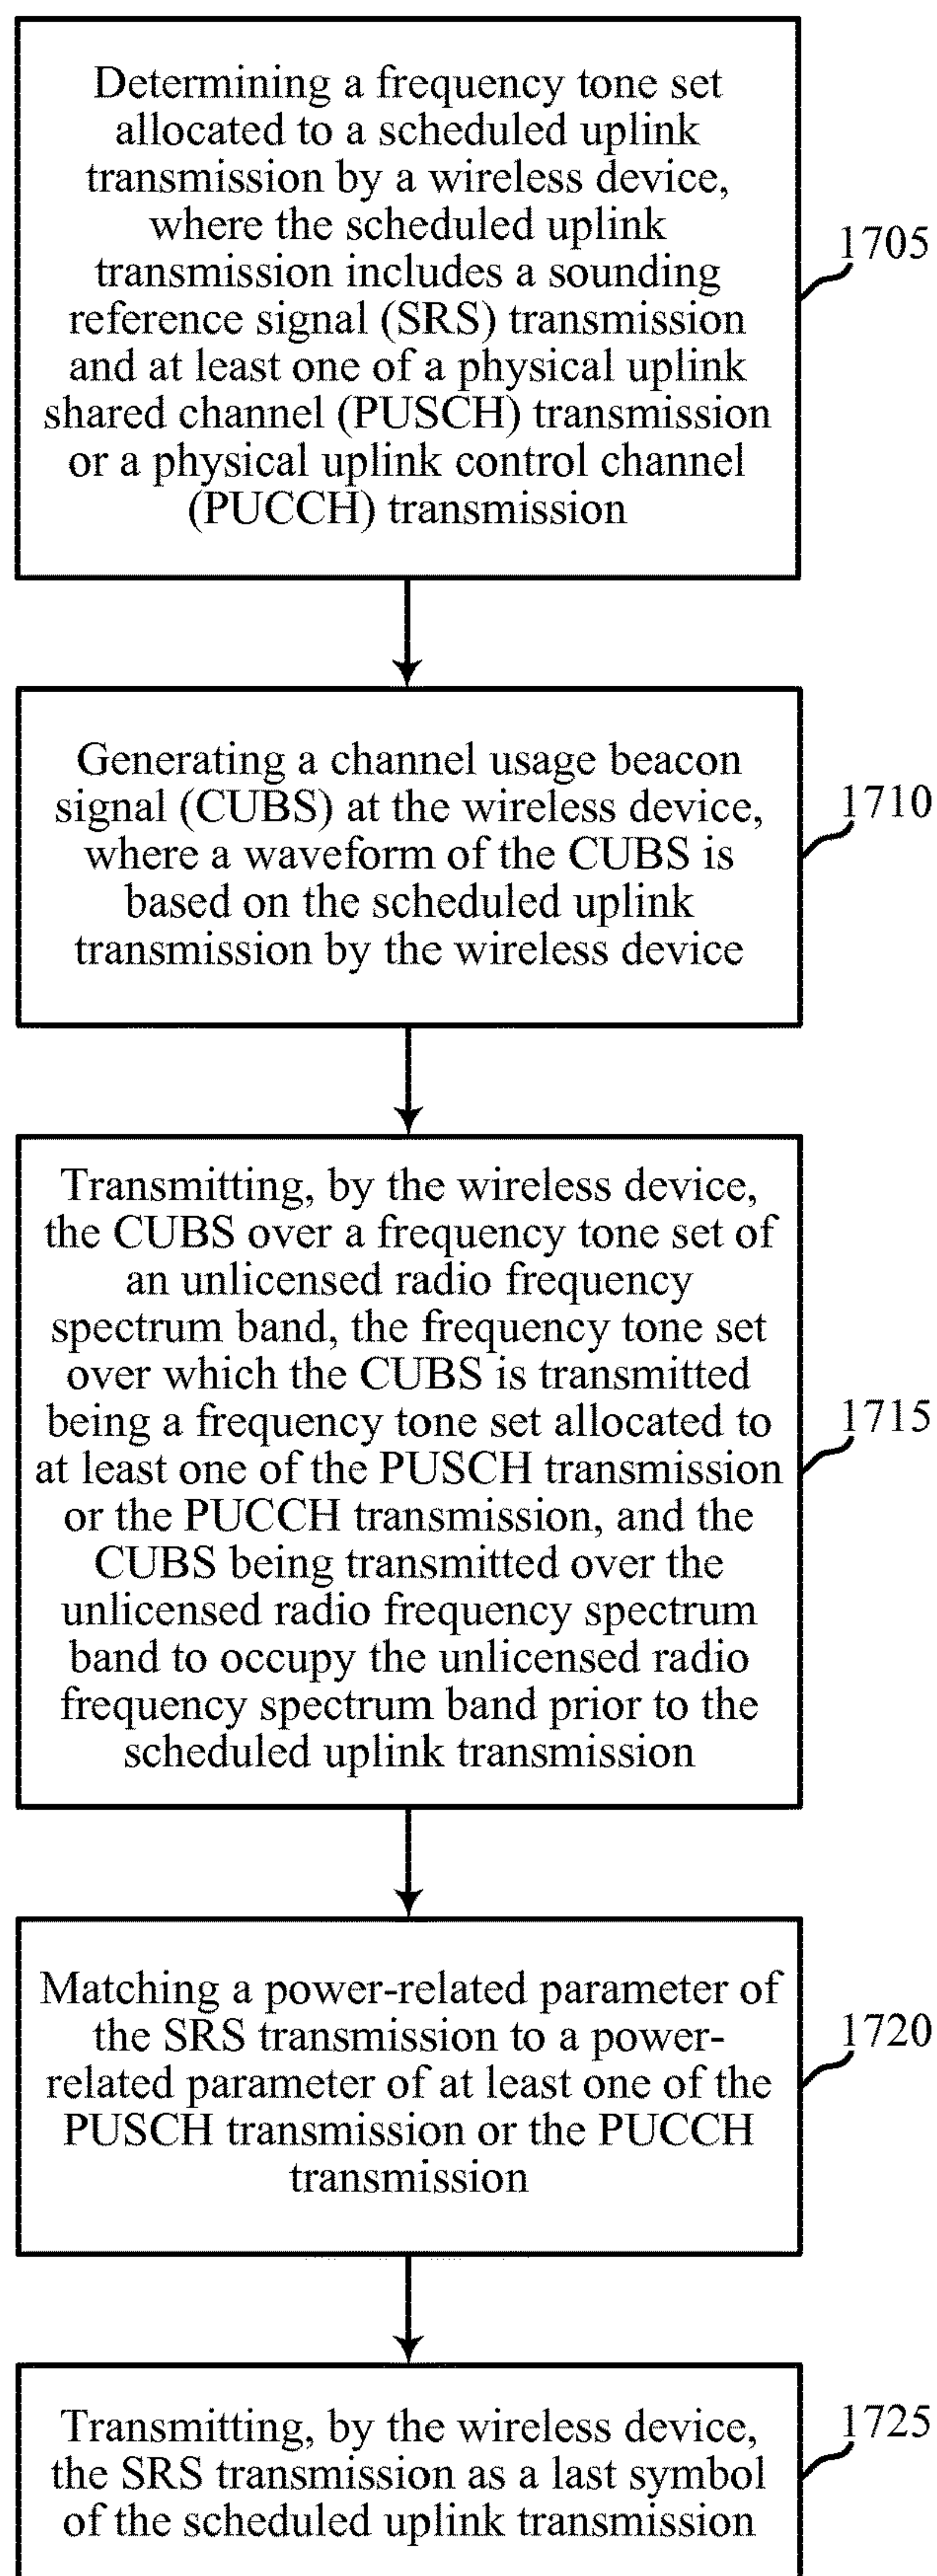 Determining a frequency tone set
allocated to a scheduled uplink
transmission by a wireless device,
where the scheduled uplink
transmission includes a sounding
reference signal (SRS) transmission
and at least one of a physical uplink
shared channel (PUSCH) transmission
or a physical uplink control channel
(PUCCH) transmission
1705
Generating a channel usage beacon
signal (CUBS) at the wireless device,
where a waveform of the CUBS is
based on the scheduled uplink
transmission by the wireless device
1710
Transmitting, by the wireless device,
the CUBS over a frequency tone set of
an unlicensed radio frequency
spectrum band, the frequency tone set
over which the CUBS is transmitted
being a frequency tone set allocated to
at least one of the PUSCH transmission
or the PUCCH transmission, and the
CUBS being transmitted over the
unlicensed radio frequency spectrum
band to occupy the unlicensed radio
frequency spectrum band prior to the
scheduled uplink transmission
1715
Matching a power-related parameter of
the SRS transmission to a power-
related parameter of at least one of the
PUSCH transmission or the PUCCH
transmission
1720
Transmitting, by the wireless device,
the SRS transmission as a last symbol
of the scheduled uplink transmission
1725